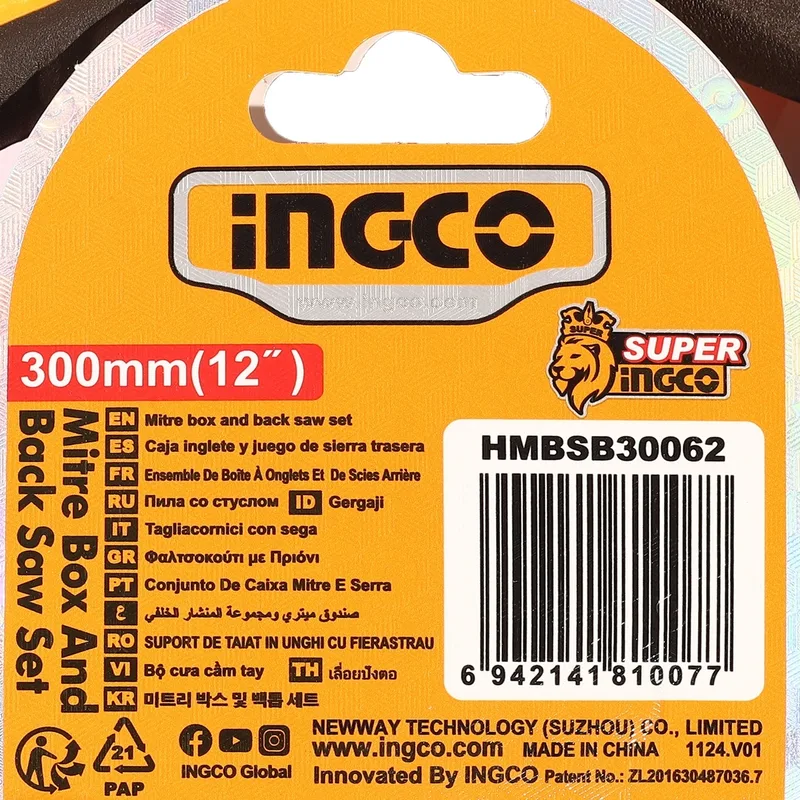 INGCO
www.ingco.com
SUPER
SUPER
INGCO
300mm(12″)
Mitre Box And
Back Saw Set
EN Mitre box and back saw set
ES Caja inglete y juego de sierra trasera
FR Ensemble De Boîte À Onglets Et De Scies Arrière
RU Пила со стуслом ID Gergaji
IT Tagliacornici con sega
GR Φαλτσοκούτι με Πριόνι
PT Conjunto De Caixa Mitre E Serra
ع صندوق ميتري ومجموعة المنشار الخلفي
RO SUPORT DE TAIAT IN UNGHI CU FIERASTRAU
VI Bộ cưa cầm tay TH เลื่อยปังตอ
KR 미트리 박스 및 백톱 세트
HMBSB30062
6 942141 810077
21
PAP
INGCO Global
NEWWAY TECHNOLOGY (SUZHOU) CO., LIMITED
www.ingco.com MADE IN CHINA 1124.V01
Innovated By INGCO Patent No.: ZL201630487036.7